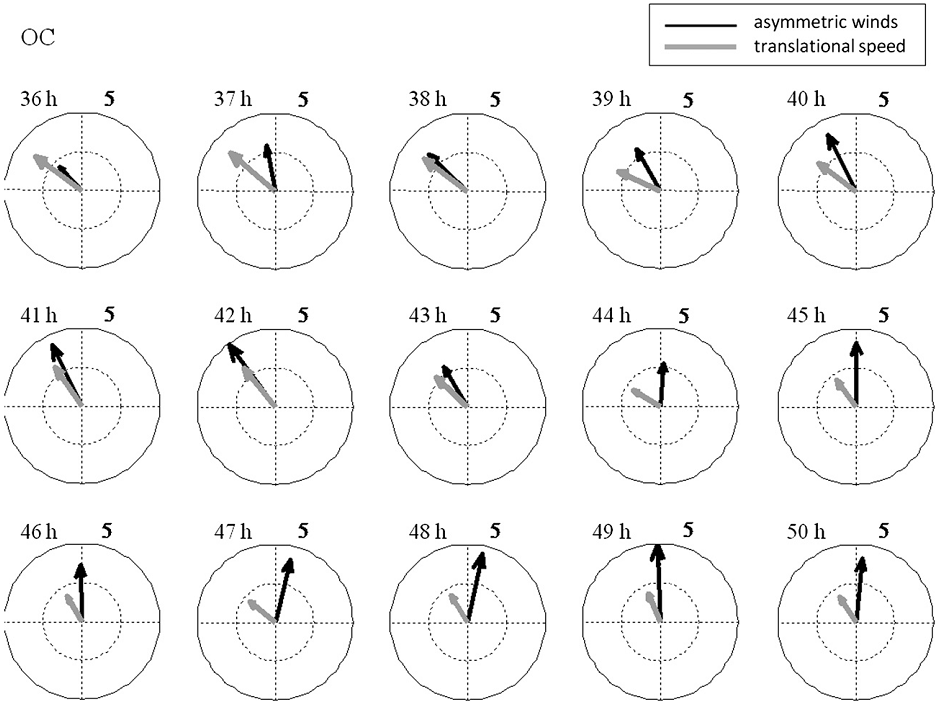 OC
asymmetric winds
translational speed
36 h 5 37 h 5 38 h 5 39 h 5 40 h 5
41 h 5 42 h 5 43 h 5 44 h 5 45 h 5
46 h 5 47 h 5 48 h 5 49 h 5 50 h 5